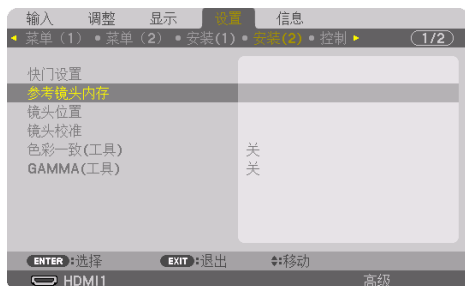 输入 调整 显示 设置 信息
菜单（1） 菜单（2） 安装(1) 安装(2) 控制 (1/2)
快门设置
参考镜头内存
镜头位置
镜头校准
色彩一致(工具) 关
GAMMA(工具) 关
ENTER:选择 EXIT:退出 :移动
HDMI1 高级